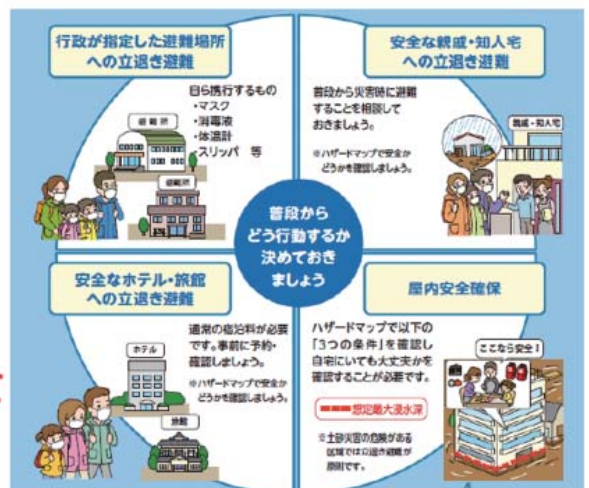 行政が指定した避難場所
への立退き避難
自ら携行するもの
・マスク
・消毒液
・体温計
・スリッパ 等
避難所
避難所
安全な親戚・知人宅
への立退き避難
普段から災害時に避難
することを相談して
おきましょう。
※ハザードマップで安全か
どうかを確認しましょう。
親戚・知人宅
普段から
どう行動するか
決めておき
ましょう
安全なホテル・旅館
への立退き避難
通常の宿泊料が必要
です。事前に予約・
確認しましょう。
※ハザードマップで安全か
どうかを確認しましょう。
ホテル
旅館
屋内安全確保
ハザードマップで以下の
「3つの条件」を確認し
自宅にいても大丈夫かを
確認することが必要です。
想定最大浸水深
※土砂災害の危険がある
区域では立退き避難が
原則です。
ここなら安全!